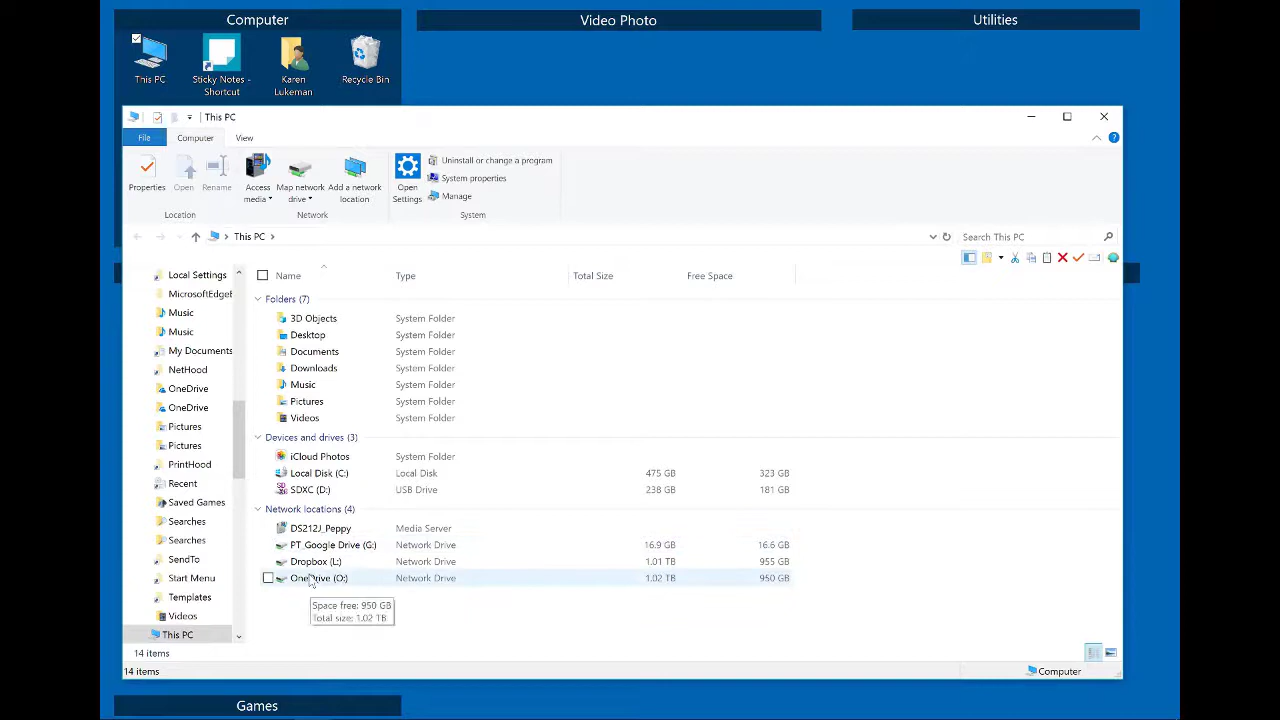 Computer
Video Photo
Utilities
This PC
Sticky Notes -
Shortcut
Karen
Lukeman
Recycle Bin
This PC
File
Computer
View
Properties
Open
Rename
Access
media
Map network
drive
Add a network
location
Open
Settings
Uninstall or change a program
System properties
Manage
Location
Network
System
This PC
Search This PC
Local Settings
MicrosoftEdgeB
Music
Music
My Documents
NetHood
OneDrive
OneDrive
Pictures
Pictures
PrintHood
Recent
Saved Games
Searches
Searches
SendTo
Start Menu
Templates
Videos
This PC
Name Type Total Size Free Space
Folders (7)
3D Objects System Folder
Desktop System Folder
Documents System Folder
Downloads System Folder
Music System Folder
Pictures System Folder
Videos System Folder
Devices and drives (3)
iCloud Photos System Folder
Local Disk (C:) Local Disk 475 GB 323 GB
SDXC (D:) USB Drive 238 GB 181 GB
Network locations (4)
DS212J_Peppy Media Server
PT_Google Drive (G:) Network Drive 16.9 GB 16.6 GB
Dropbox (L:) Network Drive 1.01 TB 955 GB
OneDrive (O:) Network Drive 1.02 TB 950 GB
Space free: 950 GB
Total size: 1.02 TB
14 items
14 items
Computer
Games